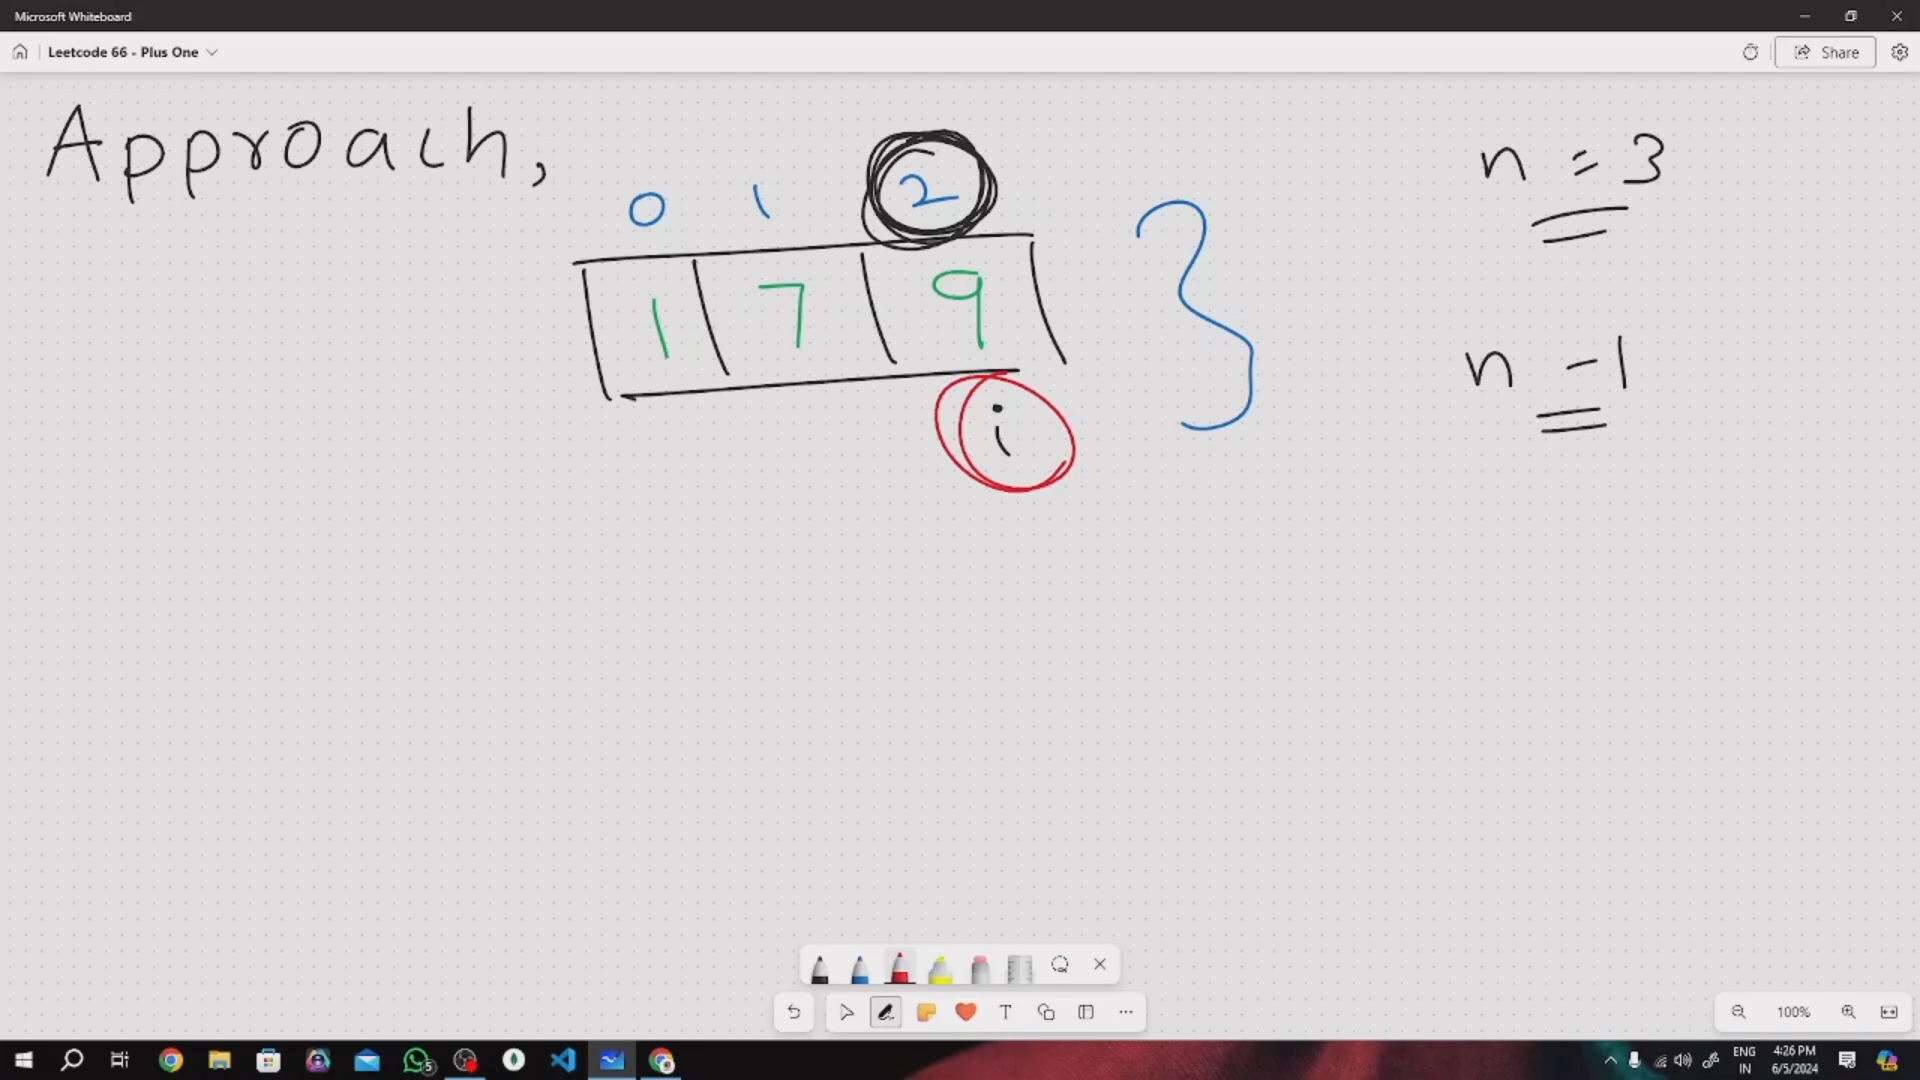 Microsoft Whiteboard
Leetcode 66 - Plus One
Share
Approach,
0 1 2
1 7 9
i
n = 3
n - 1
100%
5
ENG
IN
4:26 PM
6/5/2024